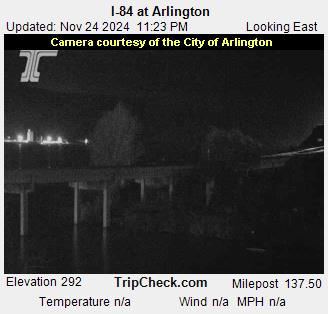 I-84 at Arlington
Updated: Nov 24 2024 11:23 PM Looking East
Camera courtesy of the City of Arlington
Elevation 292 TripCheck.com Milepost 137.50
Temperature n/a Wind n/a MPH n/a